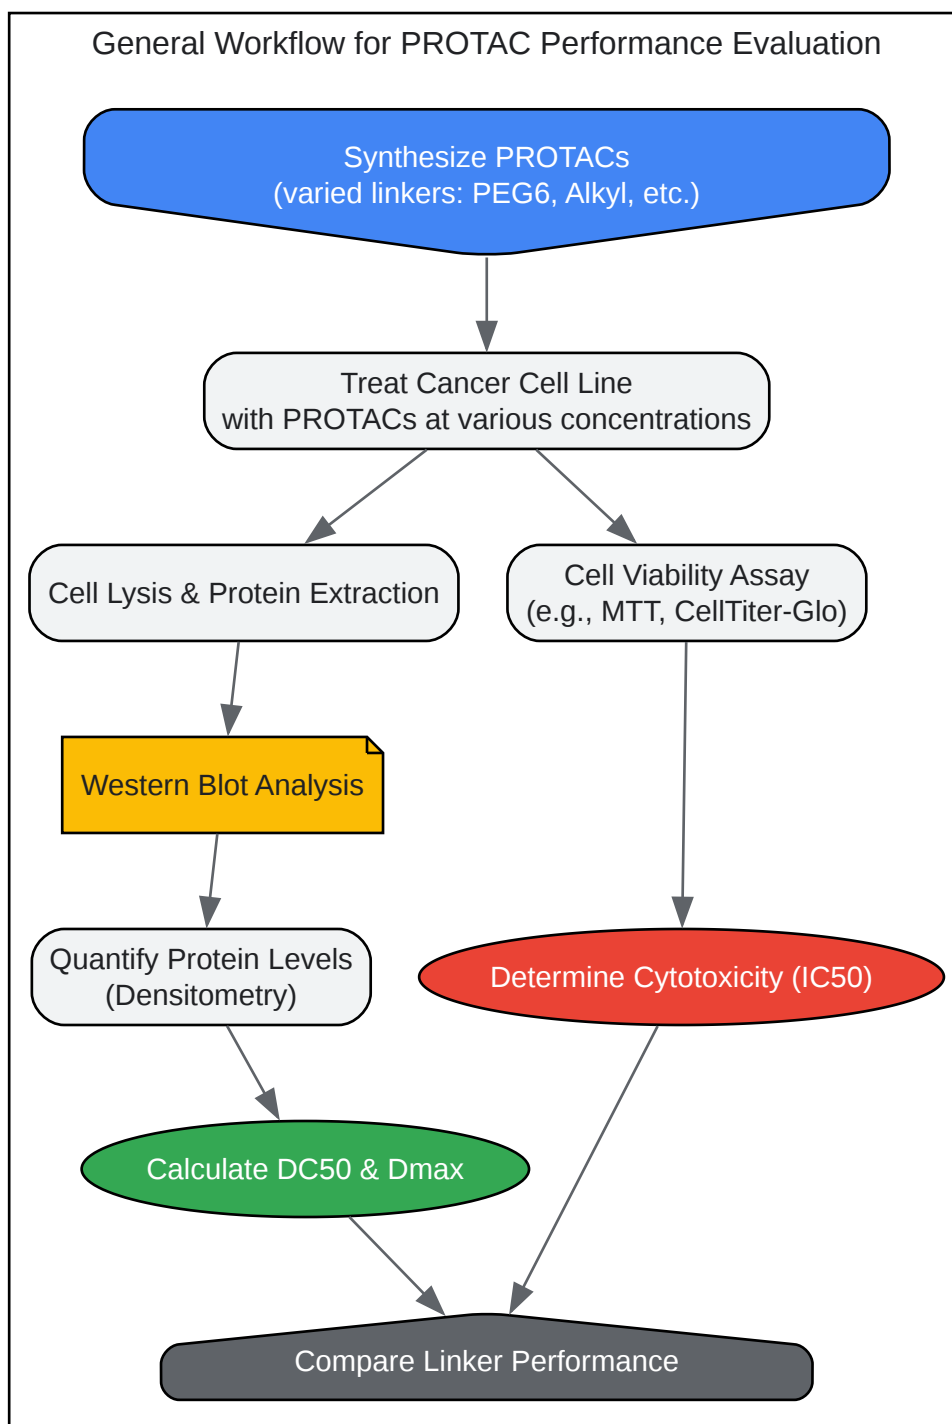 General Workflow for PROTAC Performance Evaluation
Synthesize PROTACs
(varied linkers: PEG6, Alkyl, etc.)
Treat Cancer Cell Line
with PROTACs at various concentrations
Cell Lysis & Protein Extraction
Cell Viability Assay
(e.g., MTT, CellTiter-Glo)
Western Blot Analysis
Quantify Protein Levels
(Densitometry)
Determine Cytotoxicity (IC50)
Calculate DC50 & Dmax
Compare Linker Performance